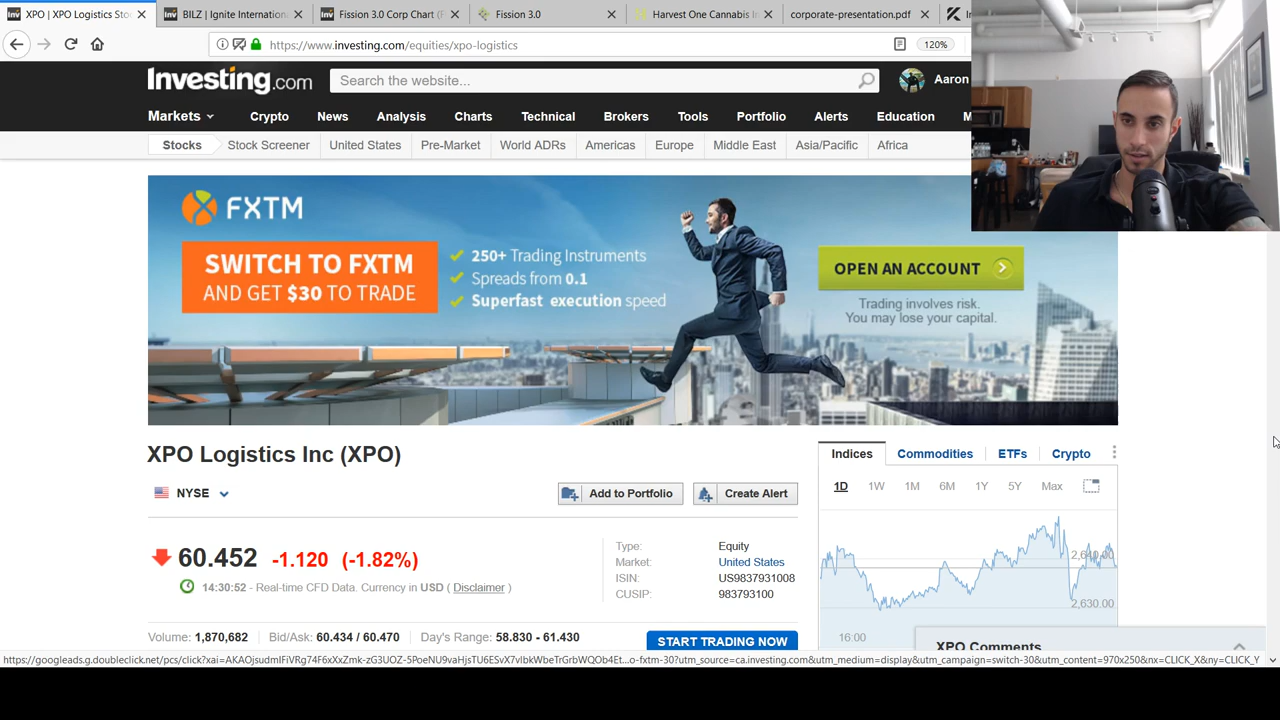 XPO | XPO Logistics Sto
BILZ | Ignite Internation
Fission 3.0 Corp Chart (F
Fission 3.0
Harvest One Cannabis I
corporate-presentation.pdf
In
https://www.investing.com/equities/xpo-logistics
120%
Investing.com
Search the website...
Aaron
Markets
Crypto
News
Analysis
Charts
Technical
Brokers
Tools
Portfolio
Alerts
Education
M
Stocks
Stock Screener
United States
Pre-Market
World ADRs
Americas
Europe
Middle East
Asia/Pacific
Africa
FXTM
SWITCH TO FXTM
AND GET $30 TO TRADE
250+ Trading Instruments
Spreads from 0.1
Superfast execution speed
OPEN AN ACCOUNT
Trading involves risk.
You may lose your capital.
XPO Logistics Inc (XPO)
NYSE
Add to Portfolio
Create Alert
60.452 -1.120 (-1.82%)
14:30:52 - Real-time CFD Data. Currency in USD ( Disclaimer )
Type: Equity
Market: United States
ISIN: US9837931008
CUSIP: 983793100
Volume: 1,870,682
Bid/Ask: 60.434 / 60.470
Day's Range: 58.830 - 61.430
START TRADING NOW
Indices
Commodities
ETFs
Crypto
1D
1W
1M
6M
1Y
5Y
Max
2,640.00
2,630.00
16:00
XPO Comments